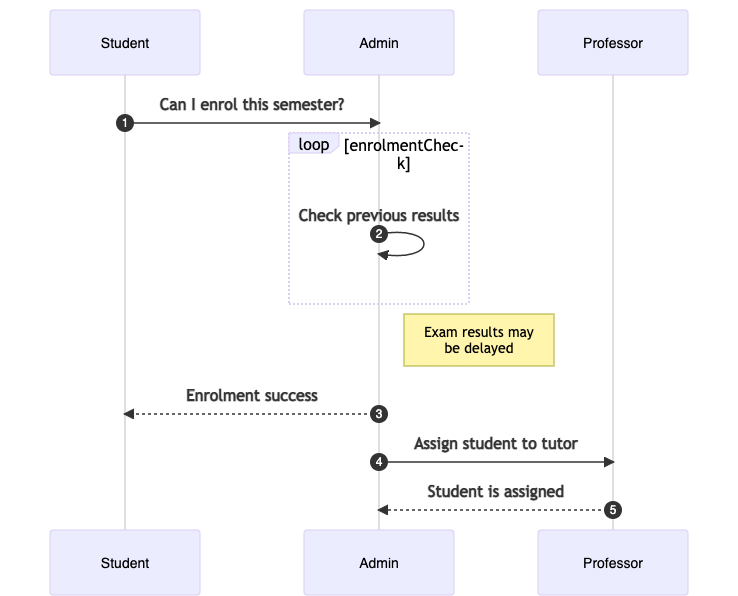 Student
Admin
Professor
Can I enrol this semester?
1
loop
[enrolmentChec-
k]
Check previous results
2
Exam results may
be delayed
Enrolment success
3
Assign student to tutor
4
Student is assigned
5
Student
Admin
Professor